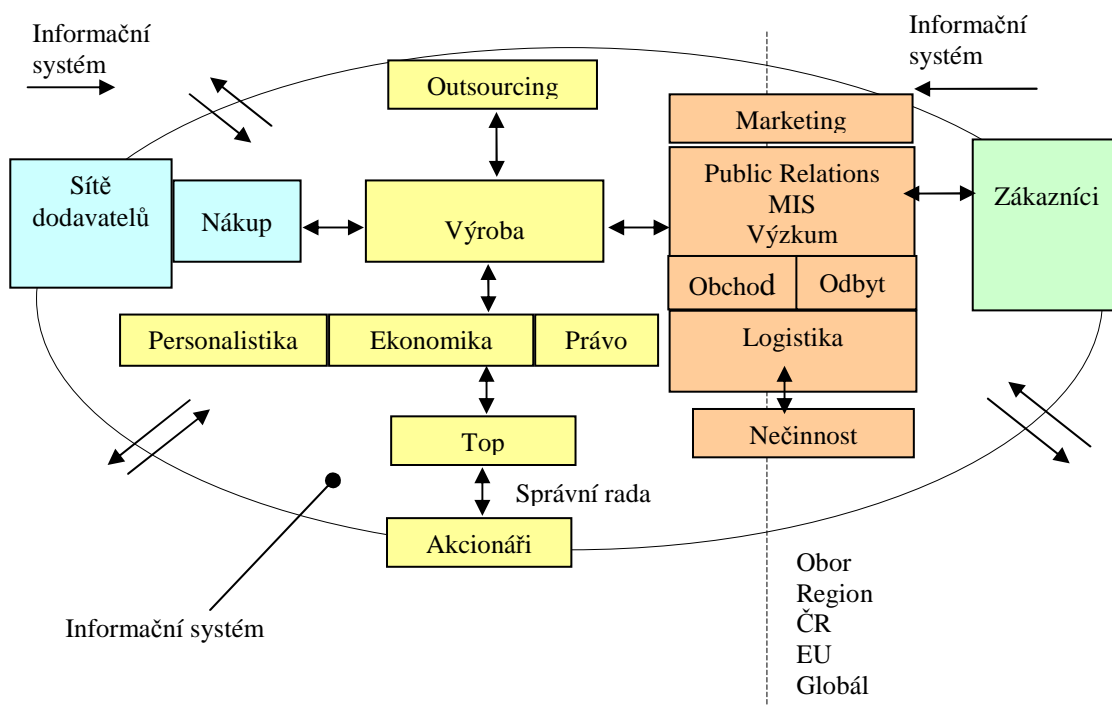 Informační
systém
Informační
systém
Outsourcing
Marketing
Sítě
dodavatelů
Nákup
Výroba
Public Relations
MIS
Výzkum
Zákazníci
Obchod
Odbyt
Personalistika
Ekonomika
Právo
Logistika
Top
Nečinnost
Správní rada
Akcionáři
Informační systém
Obor
Region
ČR
EU
Globál